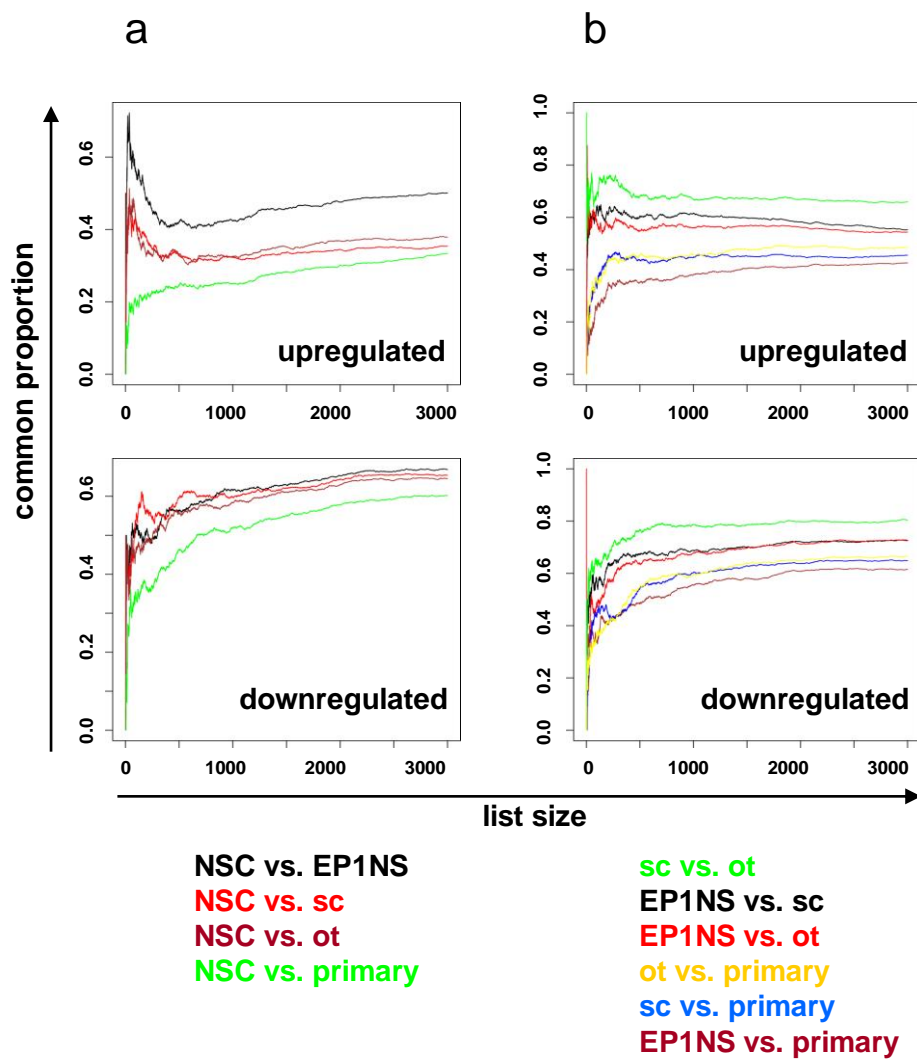 a
b
common proportion
0.6
0.4
0.2
0.0
upregulated
0
1000
2000
3000
1.0
0.8
0.6
0.4
0.2
0.0
upregulated
0
1000
2000
3000
0.6
0.4
0.2
0.0
downregulated
0
1000
2000
3000
1.0
0.8
0.6
0.4
0.2
0.0
downregulated
0
1000
2000
3000
list size
NSC vs. EP1NS
NSC vs. sc
NSC vs. ot
NSC vs. primary
sc vs. ot
EP1NS vs. sc
EP1NS vs. ot
ot vs. primary
sc vs. primary
EP1NS vs. primary